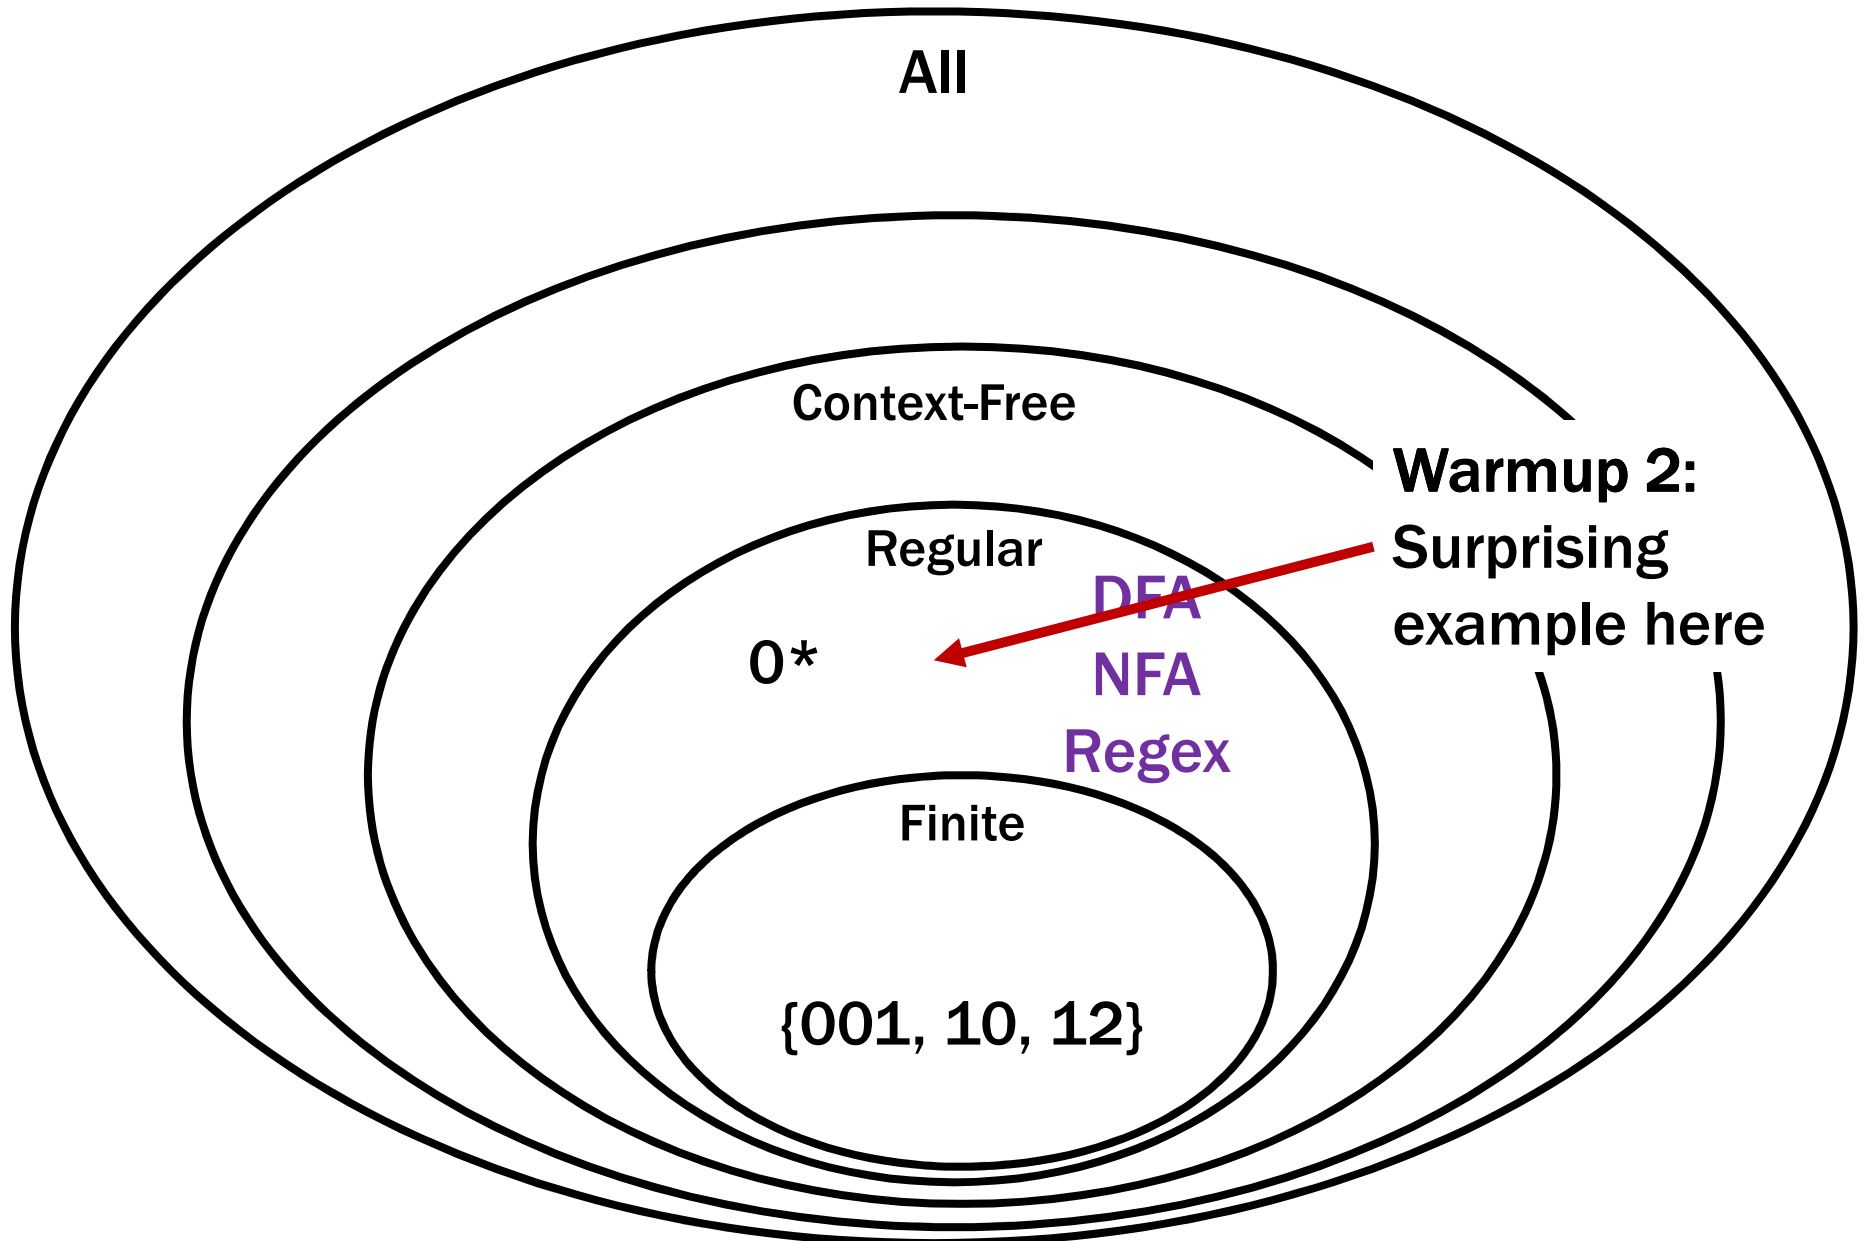 All
Context-Free
Warmup 2:
Surprising
example here
Regular
DFA
0*
NFA
Regex
Finite
{001, 10, 12}